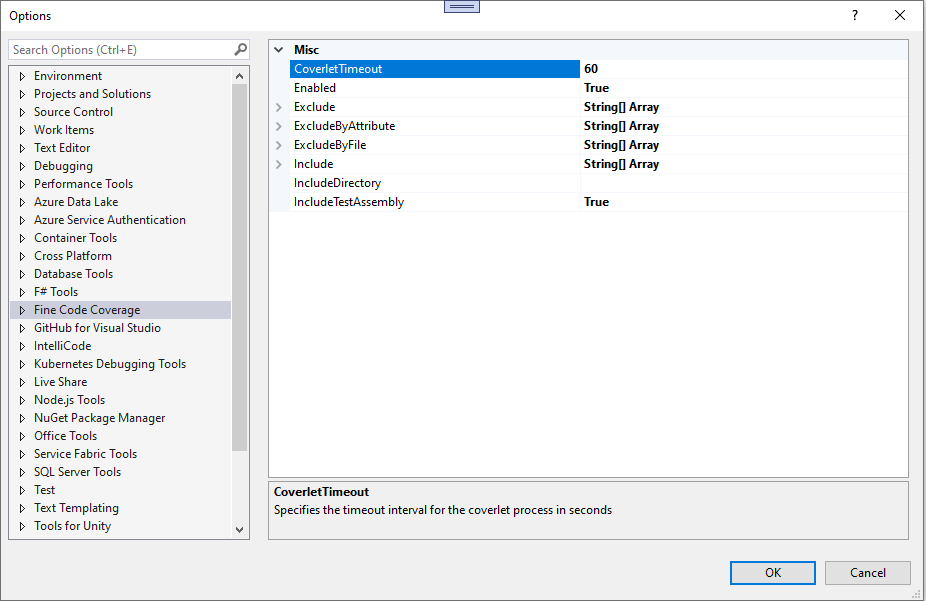 Options
?
Search Options (Ctrl+E)
Environment
Projects and Solutions
Source Control
Work Items
Text Editor
Debugging
Performance Tools
Azure Data Lake
Azure Service Authentication
Container Tools
Cross Platform
Database Tools
F# Tools
Fine Code Coverage
GitHub for Visual Studio
IntelliCode
Kubernetes Debugging Tools
Live Share
Node.js Tools
NuGet Package Manager
Office Tools
Service Fabric Tools
SQL Server Tools
Test
Text Templating
Tools for Unity
Misc
CoverletTimeout 60
Enabled True
Exclude String[] Array
ExcludeByAttribute String[] Array
ExcludeByFile String[] Array
Include String[] Array
IncludeDirectory
IncludeTestAssembly True
CoverletTimeout
Specifies the timeout interval for the coverlet process in seconds
OK Cancel